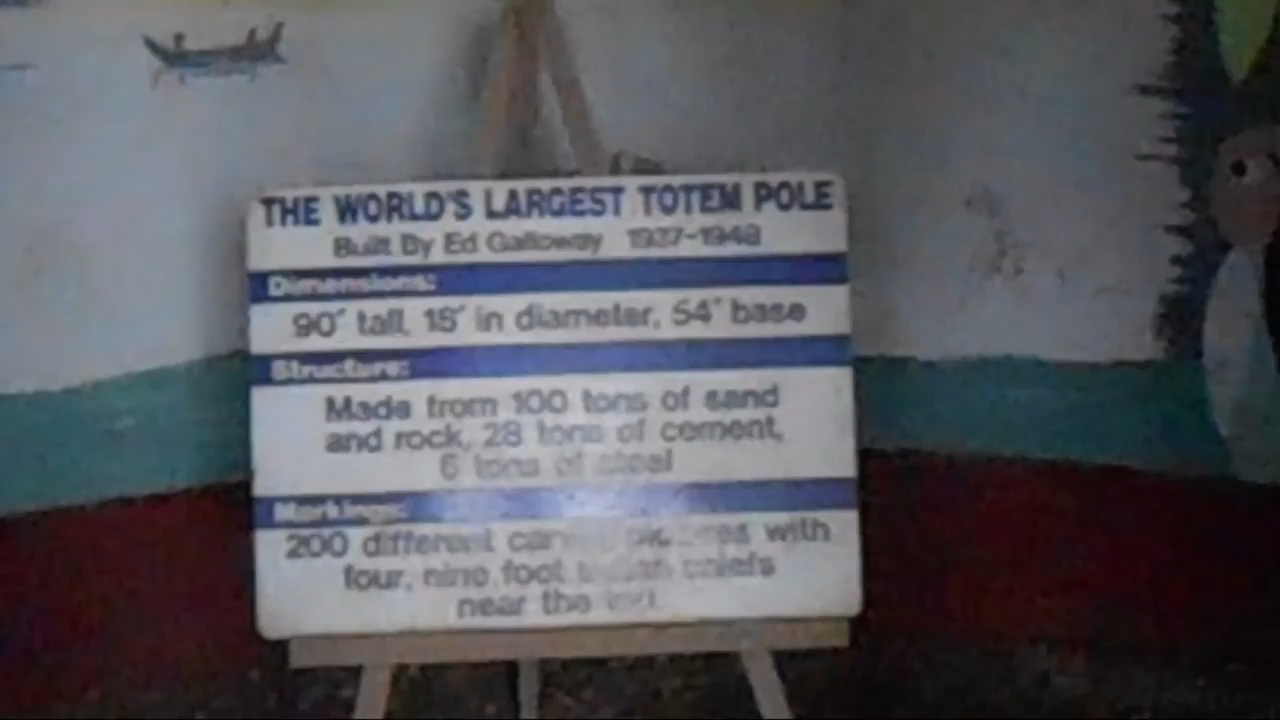 THE WORLD'S LARGEST TOTEM POLE
Built By Ed Galloway 1937-1948
Dimensions:
90' tall, 18' in diameter, 54' base
Structure:
Made from 100 tons of sand
and rock, 28 tons of cement,
6 tons of steel
Markings:
200 different pictures with
four, nine foot chiefs
near the